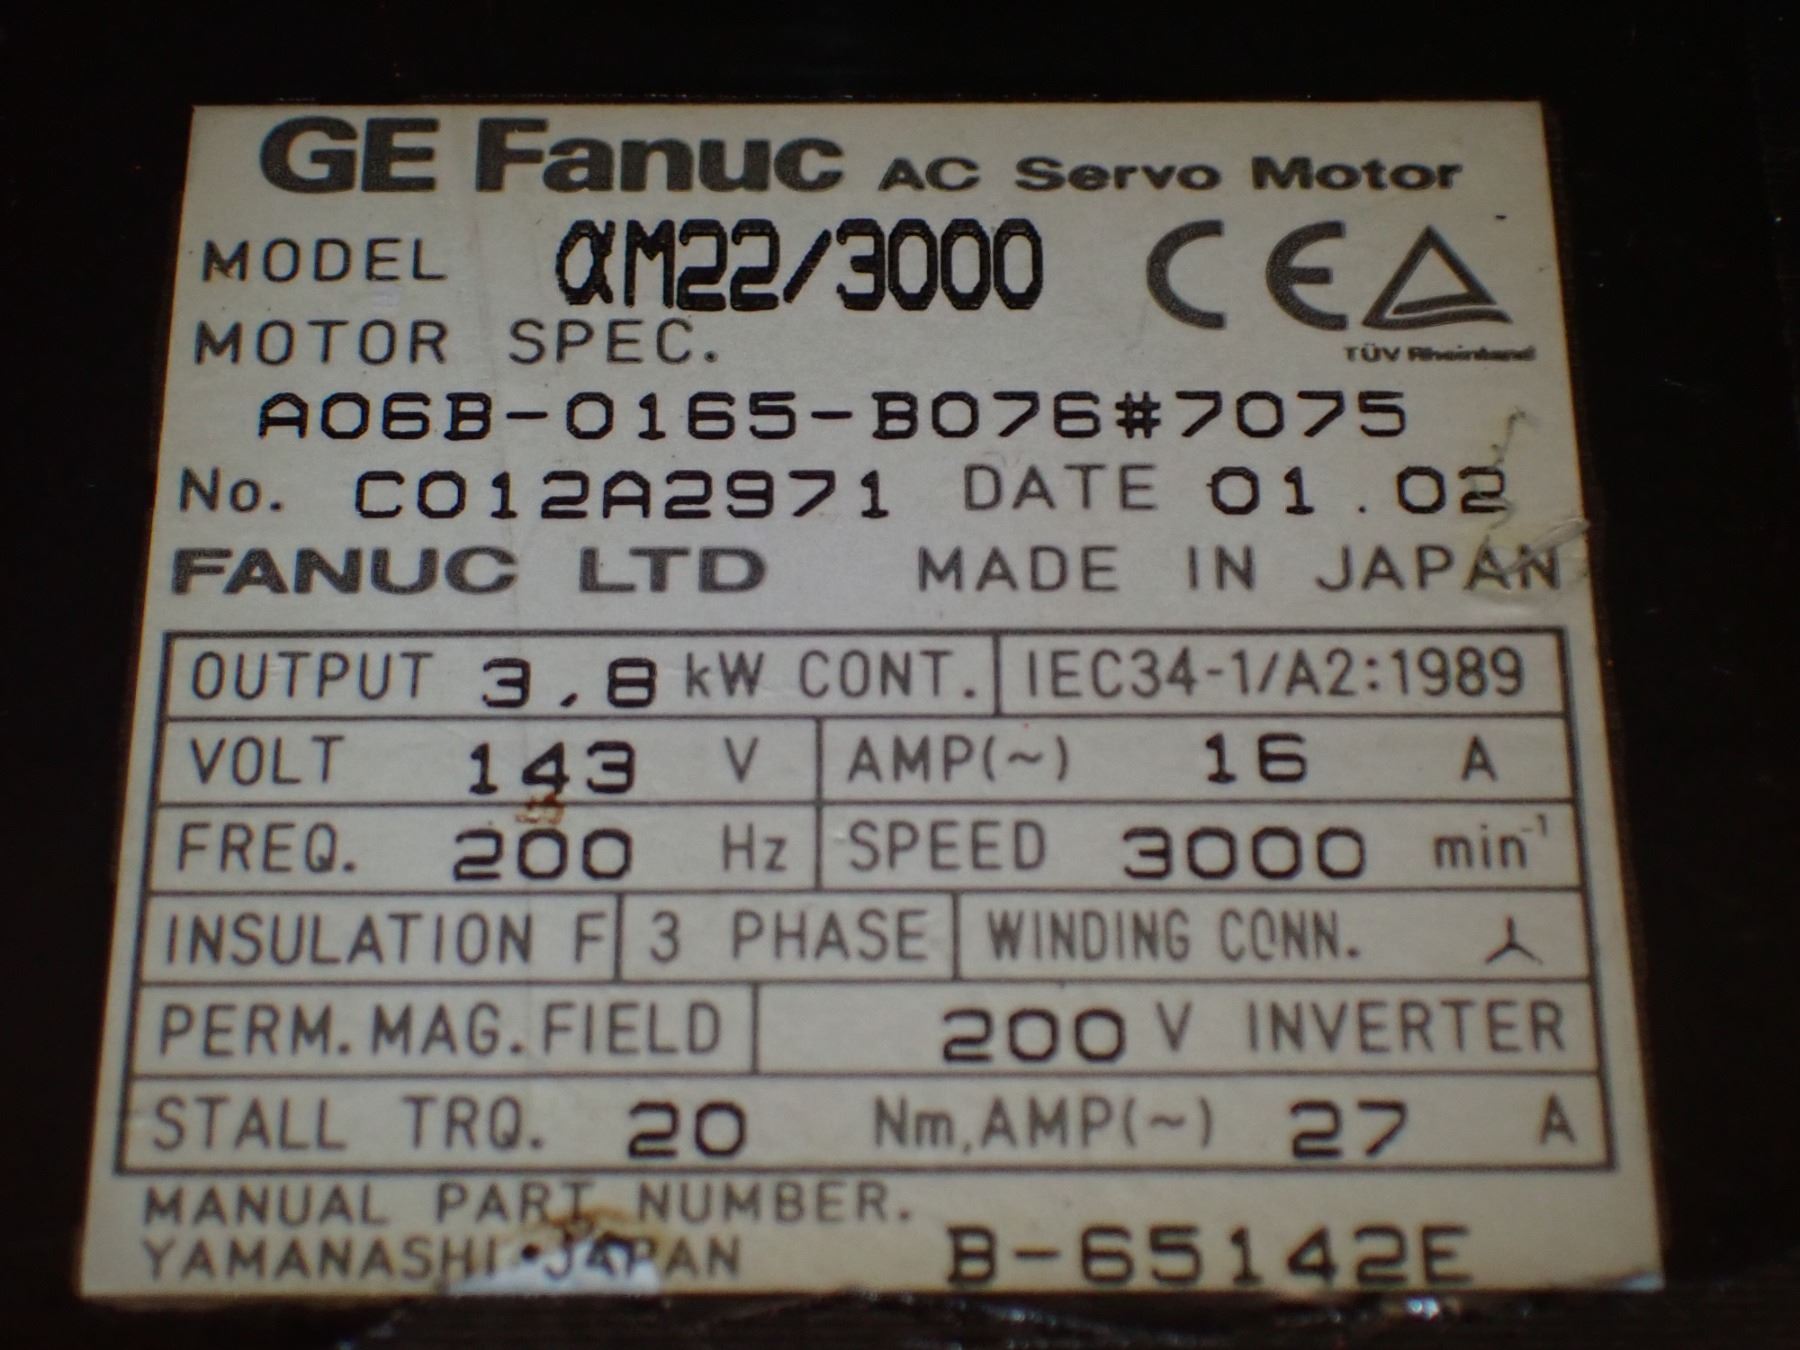 GE Fanuc AC Servo Motor
MODEL αM22/3000 CE
MOTOR SPEC.
TÜV Rheinland
A06B-0165-B076#7075
No. C012A2971 DATE 01.02
FANUC LTD MADE IN JAPAN
OUTPUT 3.8 kW CONT. IEC34-1/A2:1989
VOLT 143 V AMP(~) 16 A
FREQ. 200 Hz SPEED 3000 min⁻¹
INSULATION F 3 PHASE WINDING CONN.
PERM. MAG. FIELD 200 V INVERTER
STALL TRQ. 20 Nm, AMP(~) 27 A
MANUAL PART NUMBER.
YAMANASHI•JAPAN B-65142E